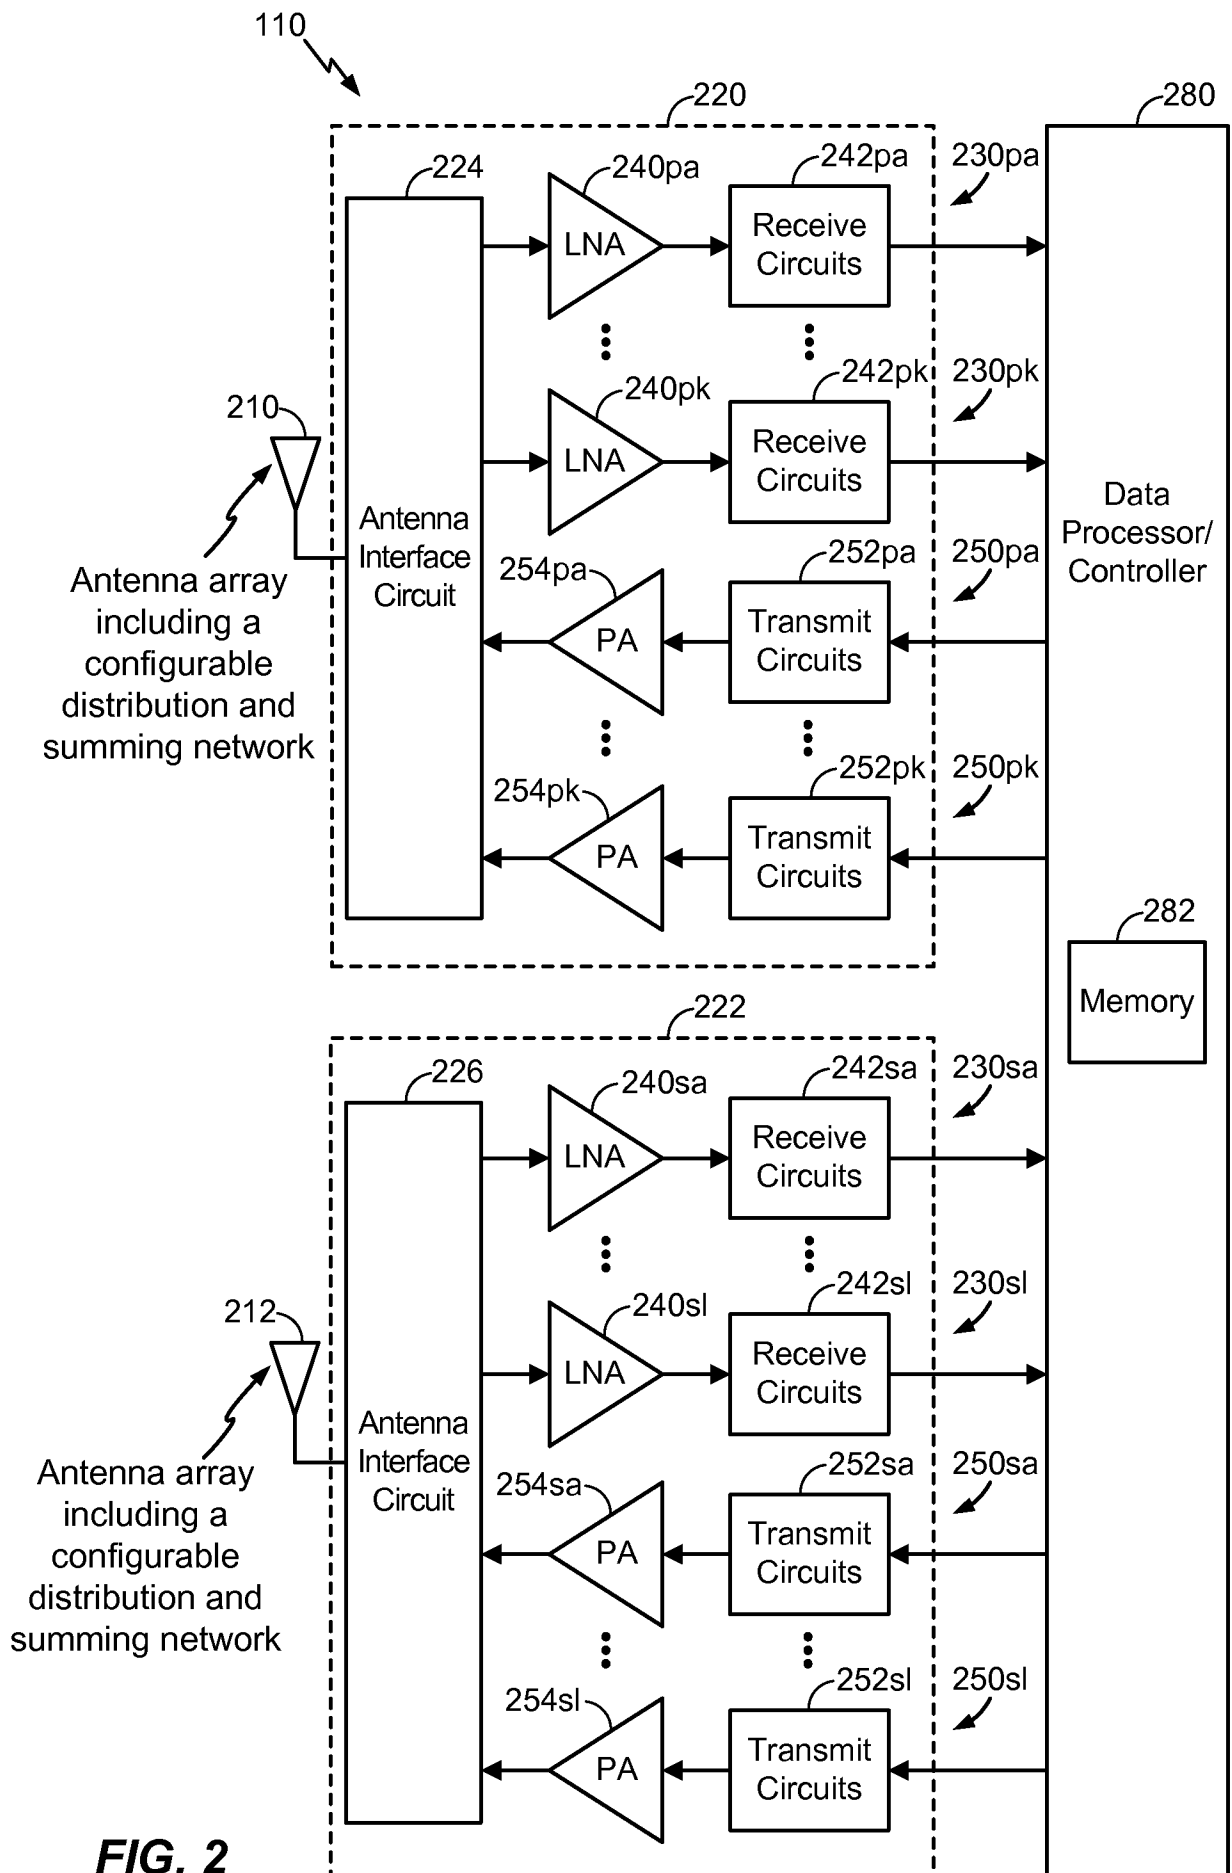 110
220
280
224
240pa
242pa
230pa
LNA
Receive
Circuits
240pk
242pk
230pk
210
LNA
Receive
Circuits
Antenna
Interface
Circuit
Data
Processor/
Controller
Antenna array
including a
configurable
distribution and
summing network
254pa
252pa
250pa
PA
Transmit
Circuits
254pk
252pk
250pk
PA
Transmit
Circuits
282
Memory
222
226
240sa
242sa
230sa
LNA
Receive
Circuits
240sl
242sl
230sl
212
LNA
Receive
Circuits
Antenna
Interface
Circuit
Antenna array
including a
configurable
distribution and
summing network
254sa
252sa
250sa
PA
Transmit
Circuits
254sl
252sl
250sl
PA
Transmit
Circuits
FIG. 2